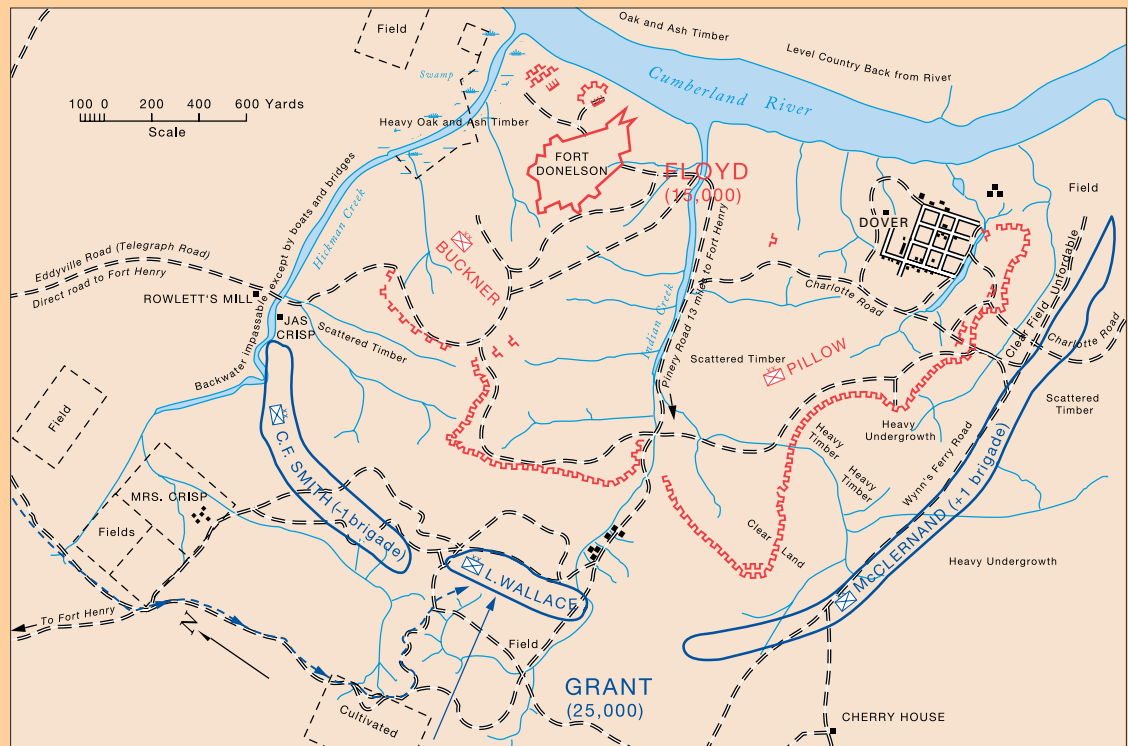 Field
Oak and Ash Timber
Level Country Back from River
Cumberland River
Swamp
100 0 200 400 600 Yards
Scale
Heavy Oak and Ash Timber
FORT
DONELSON
FLOYD
(15,000)
Field
DOVER
Hickman Creek
Backwater impassable except by boats and bridges
Eddyville Road (Telegraph Road)
Direct road to Fort Henry
ROWLETT'S MILL
JAS
CRISP
BUCKNER
Scattered Timber
Indian Creek
Pinery Road 13 miles to Fort Henry
Charlotte Road
Unfordable
Clear Field
Charlotte Road
Scattered Timber
PILLOW
Scattered
Timber
Heavy
Undergrowth
Heavy
Timber
Heavy
Timber
Wynn's Ferry Road
Field
C.F. SMITH (-1 brigade)
MRS. CRISP
Fields
Clear Land
McCLERNAND (+1 brigade)
Heavy Undergrowth
L. WALLACE
To Fort Henry
N
Field
GRANT
(25,000)
Cultivated
CHERRY HOUSE